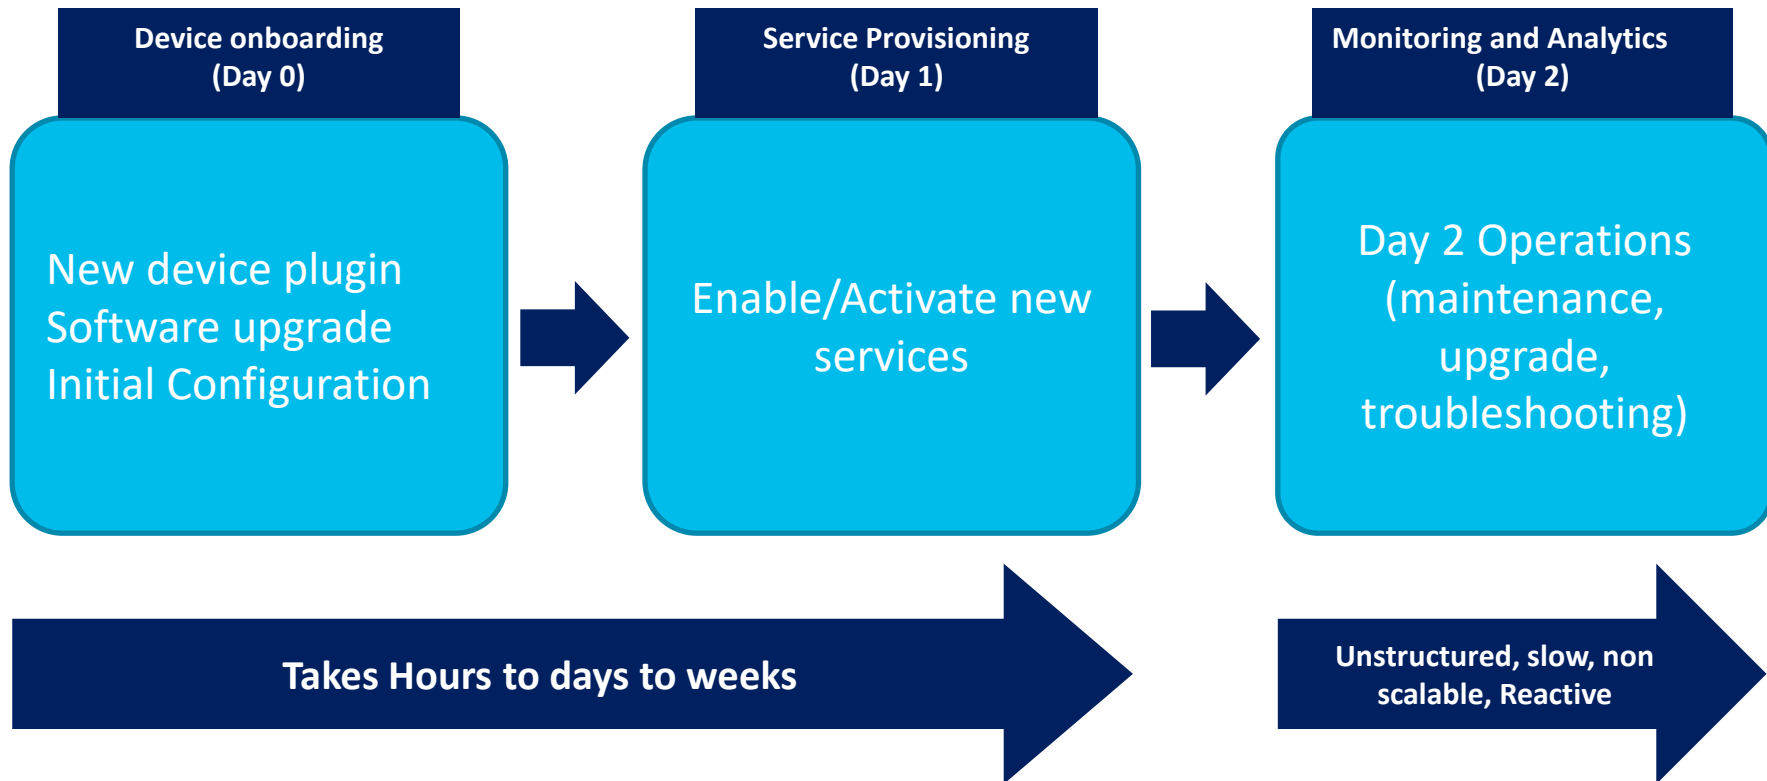 Device onboarding
(Day 0)
Service Provisioning
(Day 1)
Monitoring and Analytics
(Day 2)
New device plugin
Software upgrade
Initial Configuration
Enable/Activate new
services
Day 2 Operations
(maintenance,
upgrade,
troubleshooting)
Takes Hours to days to weeks
Unstructured, slow, non
scalable, Reactive